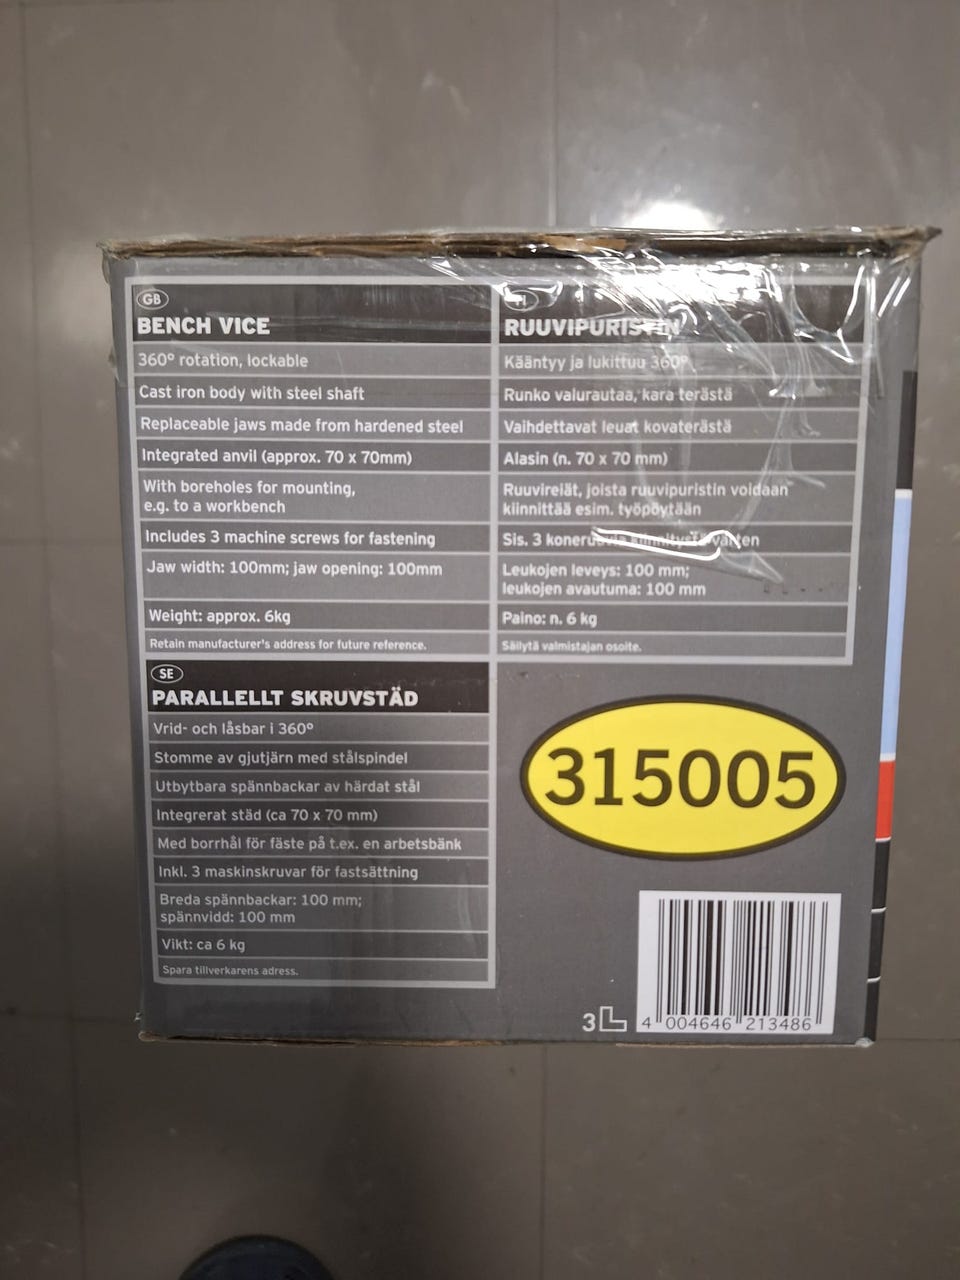 GB
BENCH VICE
360° rotation, lockable
Cast iron body with steel shaft
Replaceable jaws made from hardened steel
Integrated anvil (approx. 70 x 70mm)
With boreholes for mounting,
e.g. to a workbench
Includes 3 machine screws for fastening
Jaw width: 100mm; jaw opening: 100mm
Weight: approx. 6kg
Retain manufacturer's address for future reference.
RUUVIPURISTIN
Kääntyy ja lukittuu 360°
Runko valurautaa, kara terästä
Vaihdettavat leuat kovaterästä
Alasin (n. 70 x 70 mm)
Ruuvireiät, joista ruuvipuristin voidaan
kiinnittää esim. työpöytään
Sis. 3 koneruuvia kiinnitystä varten
Leukojen leveys: 100 mm;
leukojen avautuma: 100 mm
Paino: n. 6 kg
Säilytä valmistajan osoite.
SE
PARALLELLT SKRUVSTÄD
Vrid- och låsbar i 360°
Stomme av gjutjärn med stålspindel
Utbytbara spännbackar av härdat stål
Integrerat städ (ca 70 x 70 mm)
Med borrhål för fäste på t.ex. en arbetsbänk
Inkl. 3 maskinskruvar för fastsättning
Breda spännbackar: 100 mm;
spännvidd: 100 mm
Vikt: ca 6 kg
Spara tillverkarens adress.
315005
3L
4 004646 213486